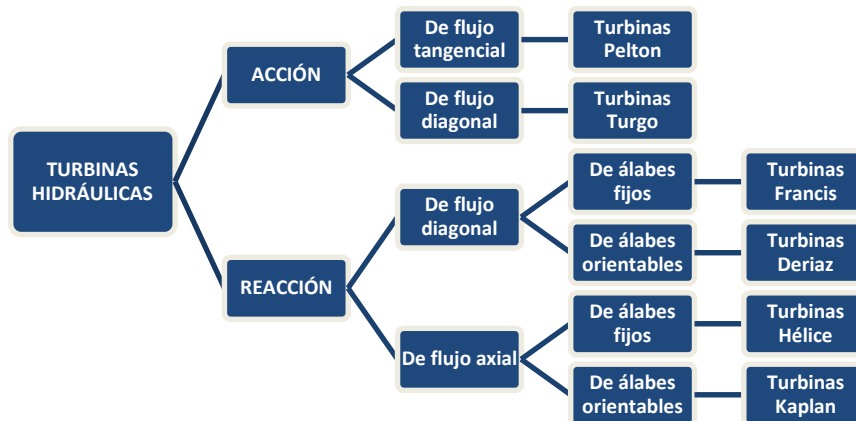 TURBINAS
HIDRÁULICAS
ACCIÓN
De flujo
tangencial
Turbinas
Pelton
De flujo
diagonal
Turbinas
Turgo
REACCIÓN
De flujo
diagonal
De álabes
fijos
Turbinas
Francis
De álabes
orientables
Turbinas
Deriaz
De flujo axial
De álabes
fijos
Turbinas
Hélice
De álabes
orientables
Turbinas
Kaplan